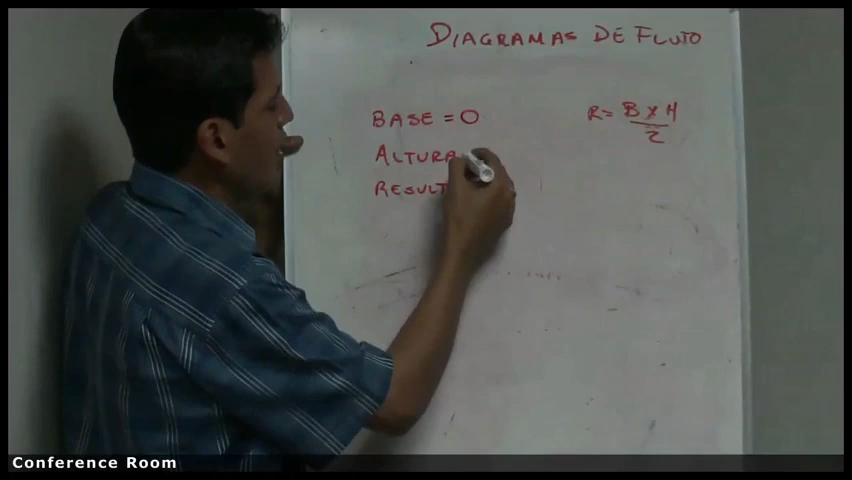 DIAGRAMAS DE FLUJO
BASE = 0
R= B x H
2
ALTURA
RESULT
Conference Room